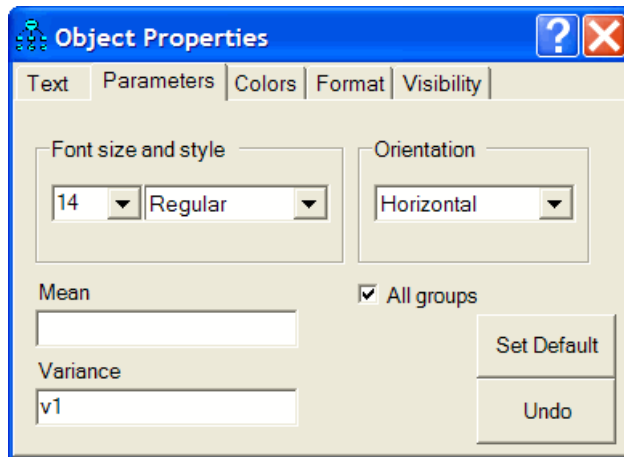 Object Properties
Text Parameters Colors Format Visibility
Font size and style
14 Regular
Orientation
Horizontal
Mean
All groups
Variance
v1
Set Default
Undo